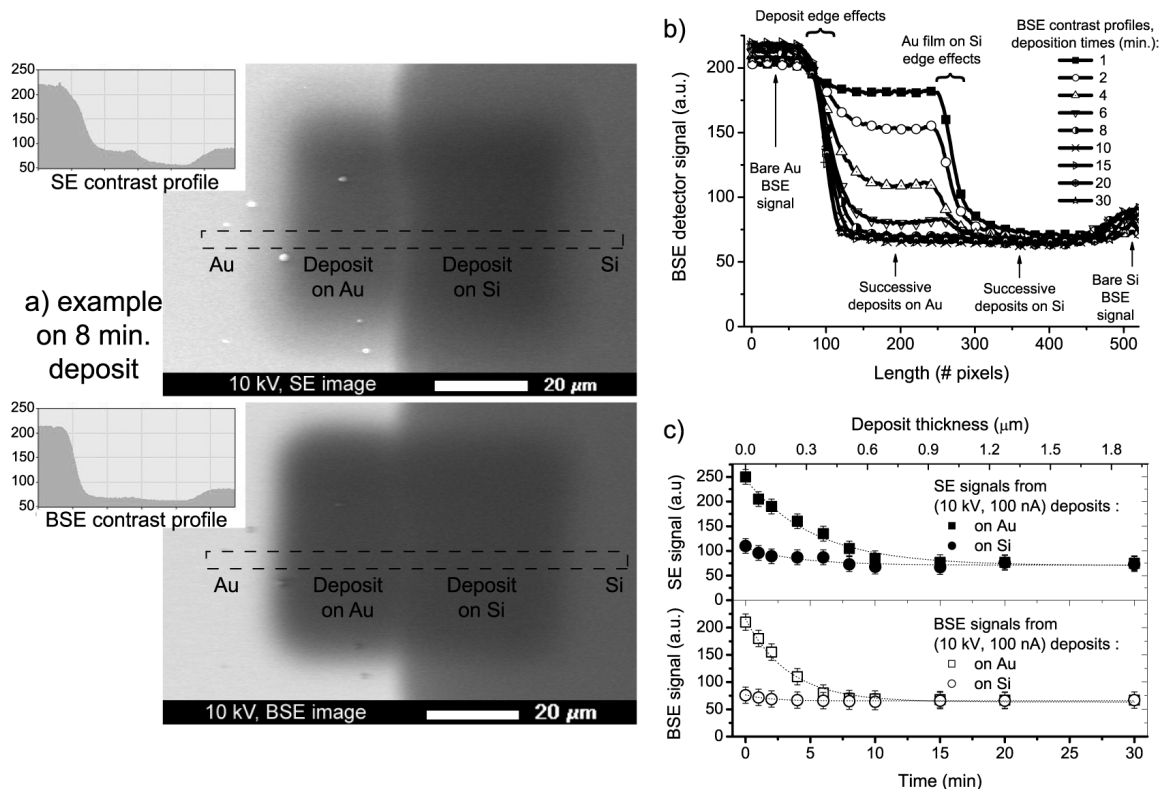 250
200
150
100
50
SE contrast profile
Au
Deposit
on Au
Deposit
on Si
Si
10 kV, SE image
20 µm
a) example
on 8 min.
deposit
250
200
150
100
50
BSE contrast profile
Au
Deposit
on Au
Deposit
on Si
Si
10 kV, BSE image
20 µm
b)
Deposit edge effects
Au film on Si
edge effects
BSE contrast profiles,
deposition times (min.):
1
2
4
6
8
10
15
20
30
BSE detector signal (a.u.)
200
150
100
50
0
Bare Au
BSE
signal
Successive
deposits on Au
Successive
deposits on Si
Bare Si
BSE
signal
0 100 200 300 400 500
Length (# pixels)
c)
Deposit thickness (µm)
0.0 0.3 0.6 0.9 1.2 1.5 1.8
SE signal (a.u)
250
200
150
100
50
0
SE signals from
(10 kV, 100 nA) deposits :
on Au
on Si
BSE signal (a.u.)
200
150
100
50
0
BSE signals from
(10 kV, 100 nA) deposits :
on Au
on Si
0 5 10 15 20 25 30
Time (min)